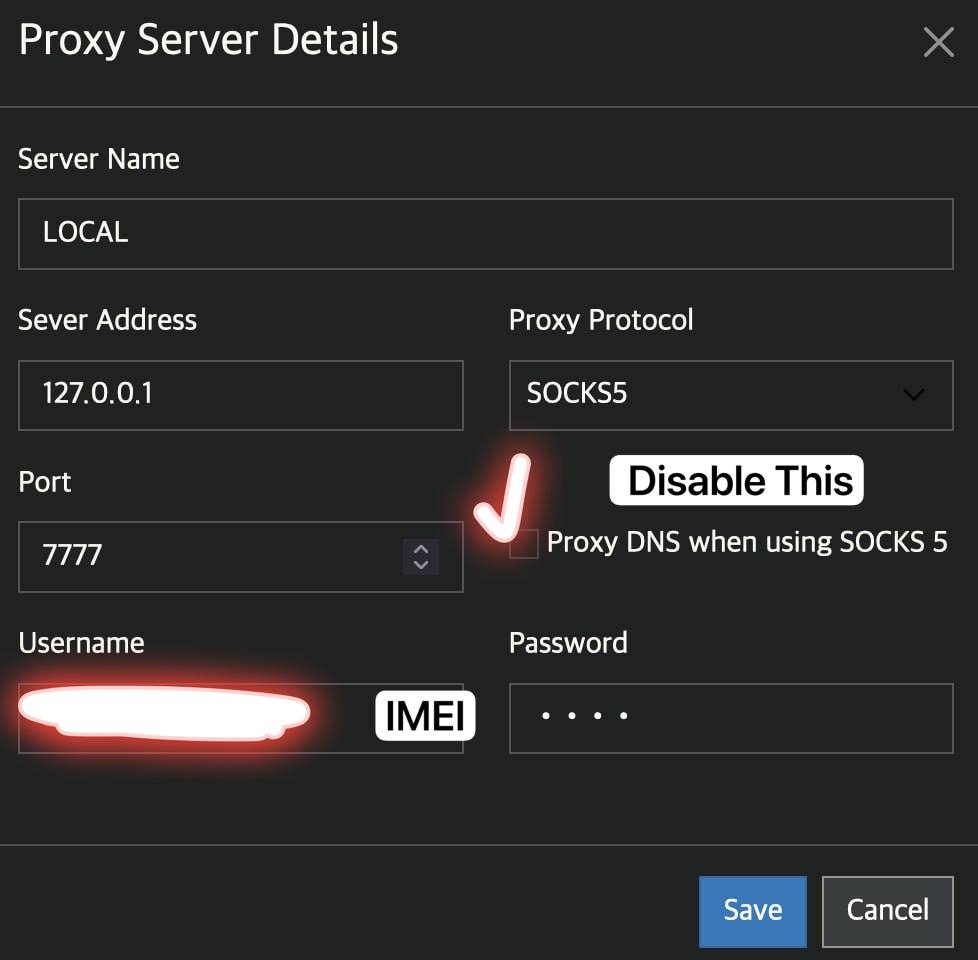 Proxy Server Details
Server Name
LOCAL
Sever Address
Proxy Protocol
127.0.0.1
SOCKS5
Port
Disable This
7777
Proxy DNS when using SOCKS 5
Username
Password
IMEI
Save
Cancel